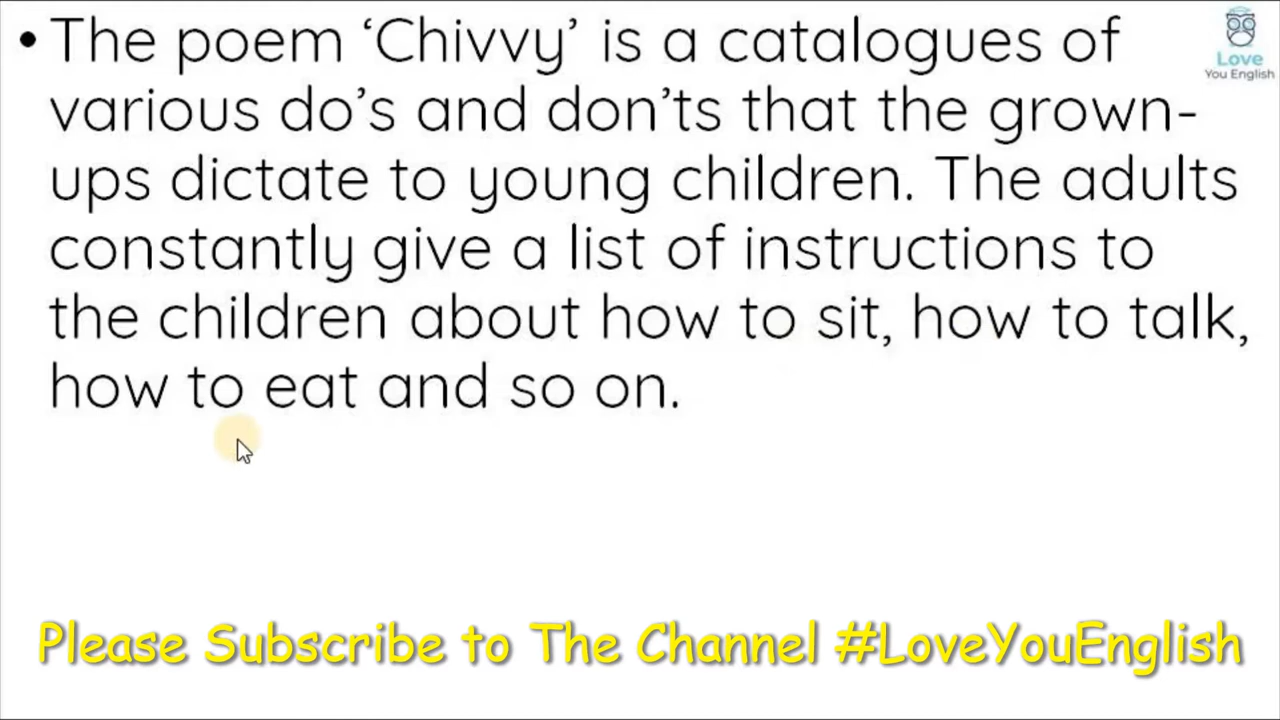 • The poem ‘Chivvy’ is a catalogues of
various do’s and don’ts that the grown-
ups dictate to young children. The adults
constantly give a list of instructions to
the children about how to sit, how to talk,
how to eat and so on.
Love
You English
Please Subscribe to The Channel #LoveYouEnglish